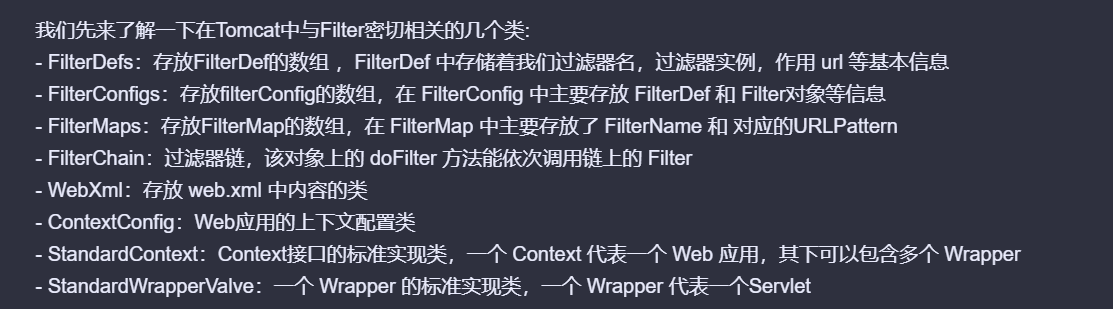 我们先来了解一下在Tomcat中与Filter密切相关的几个类:
- FilterDefs：存放FilterDef的数组 ，FilterDef 中存储着我们过滤器名，过滤器实例，作用 url 等基本信息
- FilterConfigs：存放filterConfig的数组，在 FilterConfig 中主要存放 FilterDef 和 Filter对象等信息
- FilterMaps：存放FilterMap的数组，在 FilterMap 中主要存放了 FilterName 和 对应的URLPattern
- FilterChain：过滤器链，该对象上的 doFilter 方法能依次调用链上的 Filter
- WebXml：存放 web.xml 中内容的类
- ContextConfig：Web应用的上下文配置类
- StandardContext：Context接口的标准实现类，一个 Context 代表一个 Web 应用，其下可以包含多个 Wrapper
- StandardWrapperValve：一个 Wrapper 的标准实现类，一个 Wrapper 代表一个Servlet